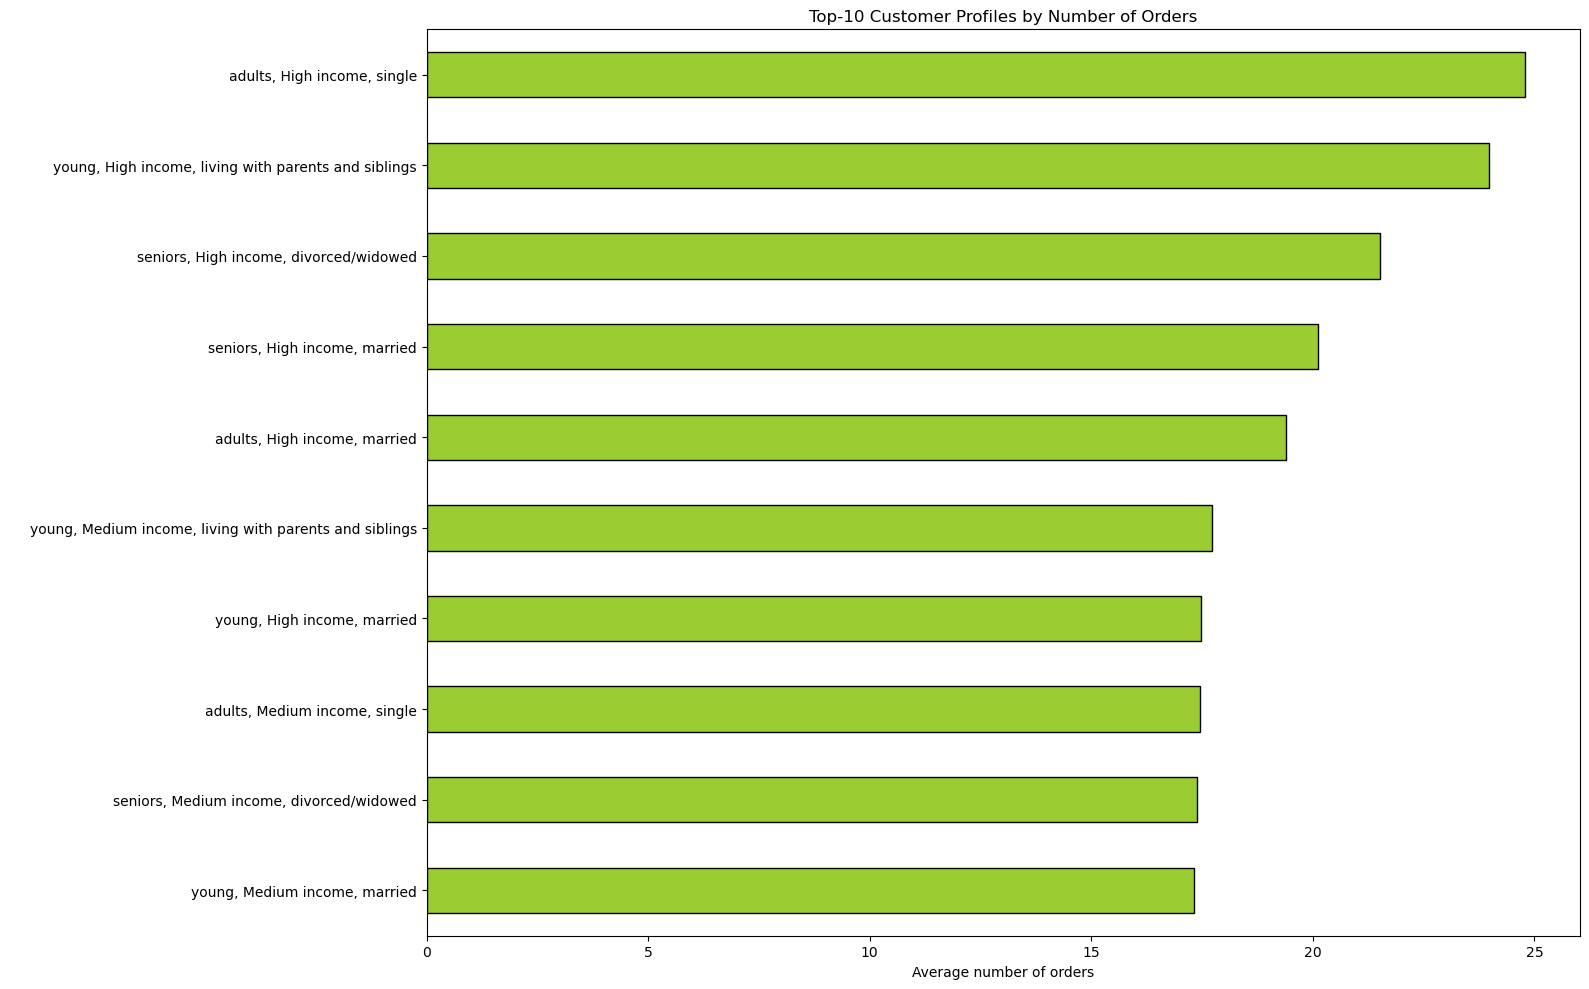 Top-10 Customer Profiles by Number of Orders
adults, High income, single
young, High income, living with parents and siblings
seniors, High income, divorced/widowed
seniors, High income, married
adults, High income, married
young, Medium income, living with parents and siblings
young, High income, married
adults, Medium income, single
seniors, Medium income, divorced/widowed
young, Medium income, married
0 5 10 15 20 25
Average number of orders